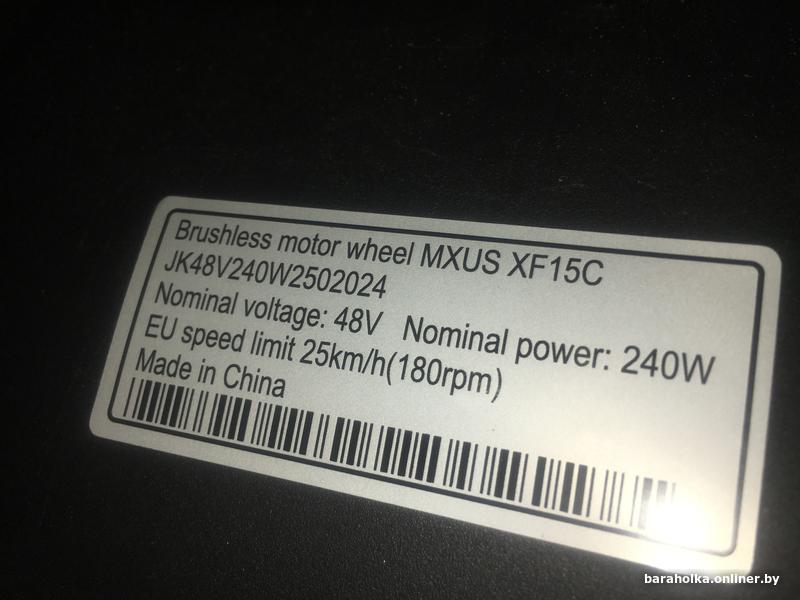 Brushless motor wheel MXUS XF15C
JK48V240W2502024
Nominal voltage: 48V Nominal power: 240W
EU speed limit 25km/h(180rpm)
Made in China
baraholka.onliner.by